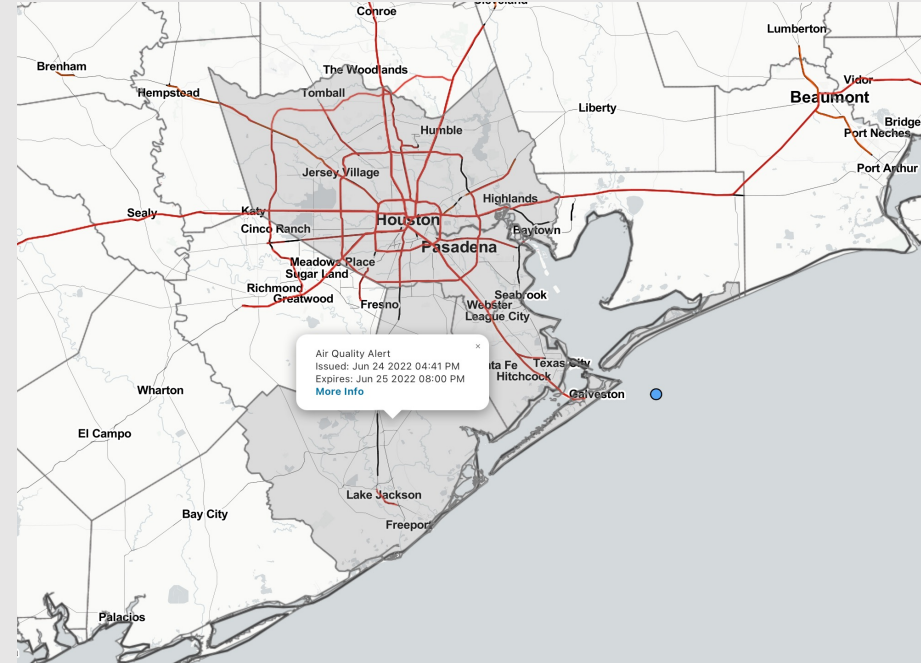 Conroe
Cleveland
Lumberton
Brenham
The Woodlands
Vidor
Hempstead
Tomball
Beaumont
Liberty
Bridge
Humble
Port Neches
Port Arthur
Jersey Village
Highlands
Sealy
Katy
Houston
Cinco Ranch
Baytown
Pasadena
Meadows Place
Sugar Land
Richmond
Seabrook
Greatwood
Fresno
Webster
League City
×
Air Quality Alert
Issued: Jun 24 2022 04:41 PM
Expires: Jun 25 2022 08:00 PM
More Info
nta Fe
Texas City
Hitchcock
Wharton
Galveston
El Campo
Lake Jackson
Bay City
Freeport
Palacios